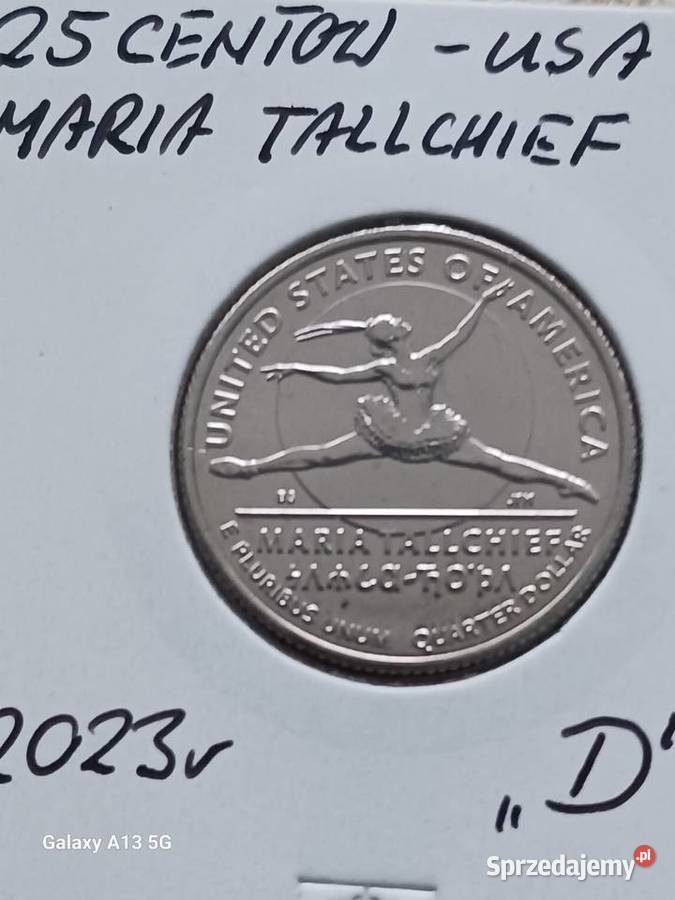 25 CENTÓW - USA
MARIA TALLCHIEF
UNITED STATES OF AMERICA
MARIA TALLCHIEF
E PLURIBUS UNUM QUARTER DOLLAR
2023r „D"
Galaxy A13 5G
Sprzedajemy.pl